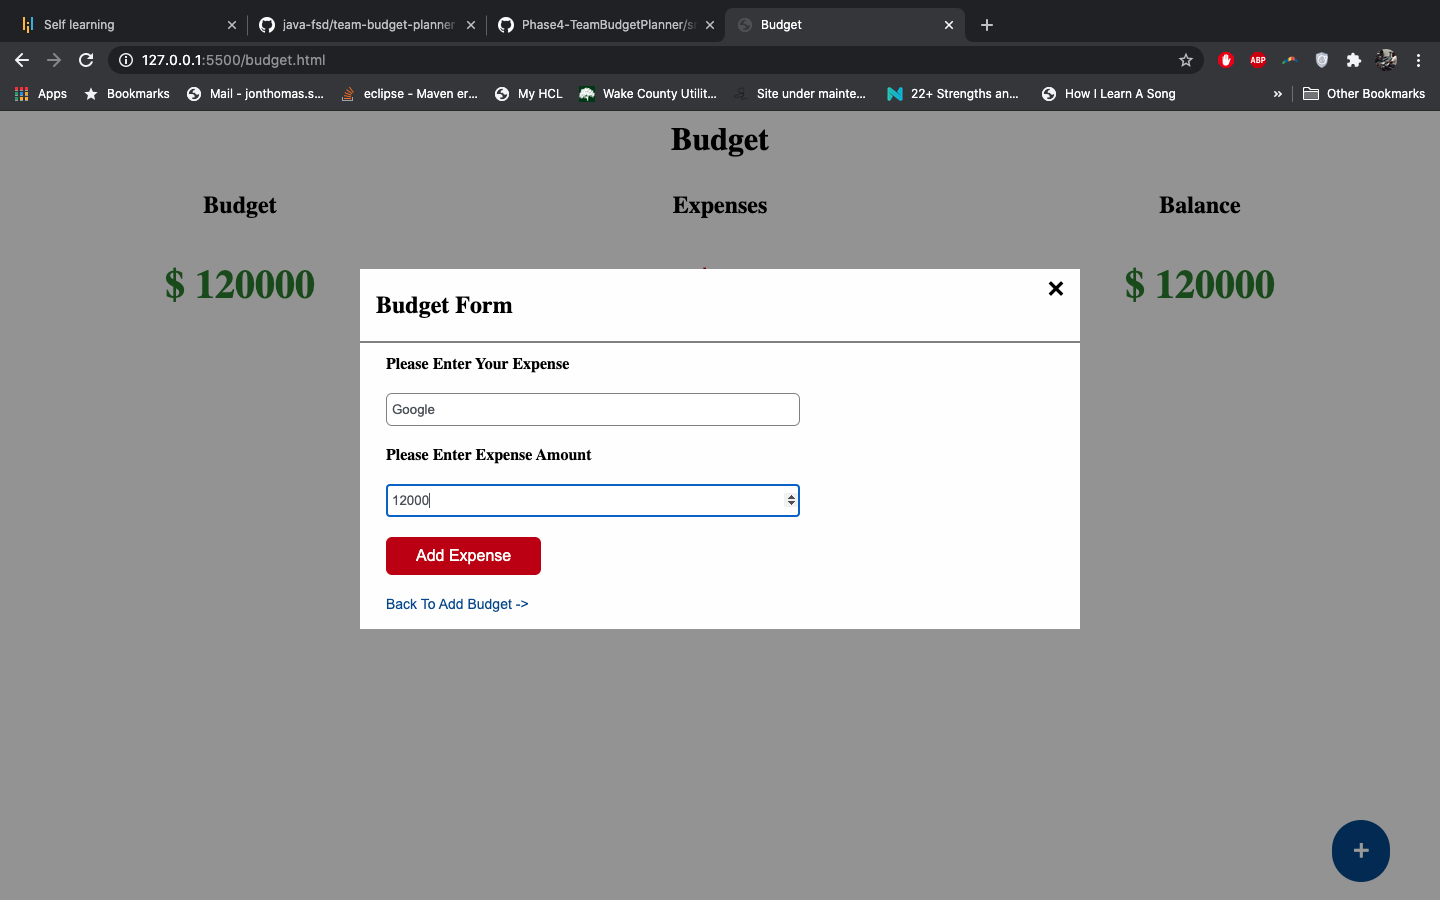 Self learning
java-fsd/team-budget-planner
Phase4-TeamBudgetPlanner/s
Budget
127.0.0.1:5500/budget.html
ABP
Apps
Bookmarks
Mail - jonthomas.s...
eclipse - Maven er...
My HCL
Wake County Utilit...
Site under mainte...
22+ Strengths an...
How I Learn A Song
»
Other Bookmarks
Budget
Budget
Expenses
Balance
$ 120000
$ 120000
Budget Form
Please Enter Your Expense
Google
Please Enter Expense Amount
12000
Add Expense
Back To Add Budget ->